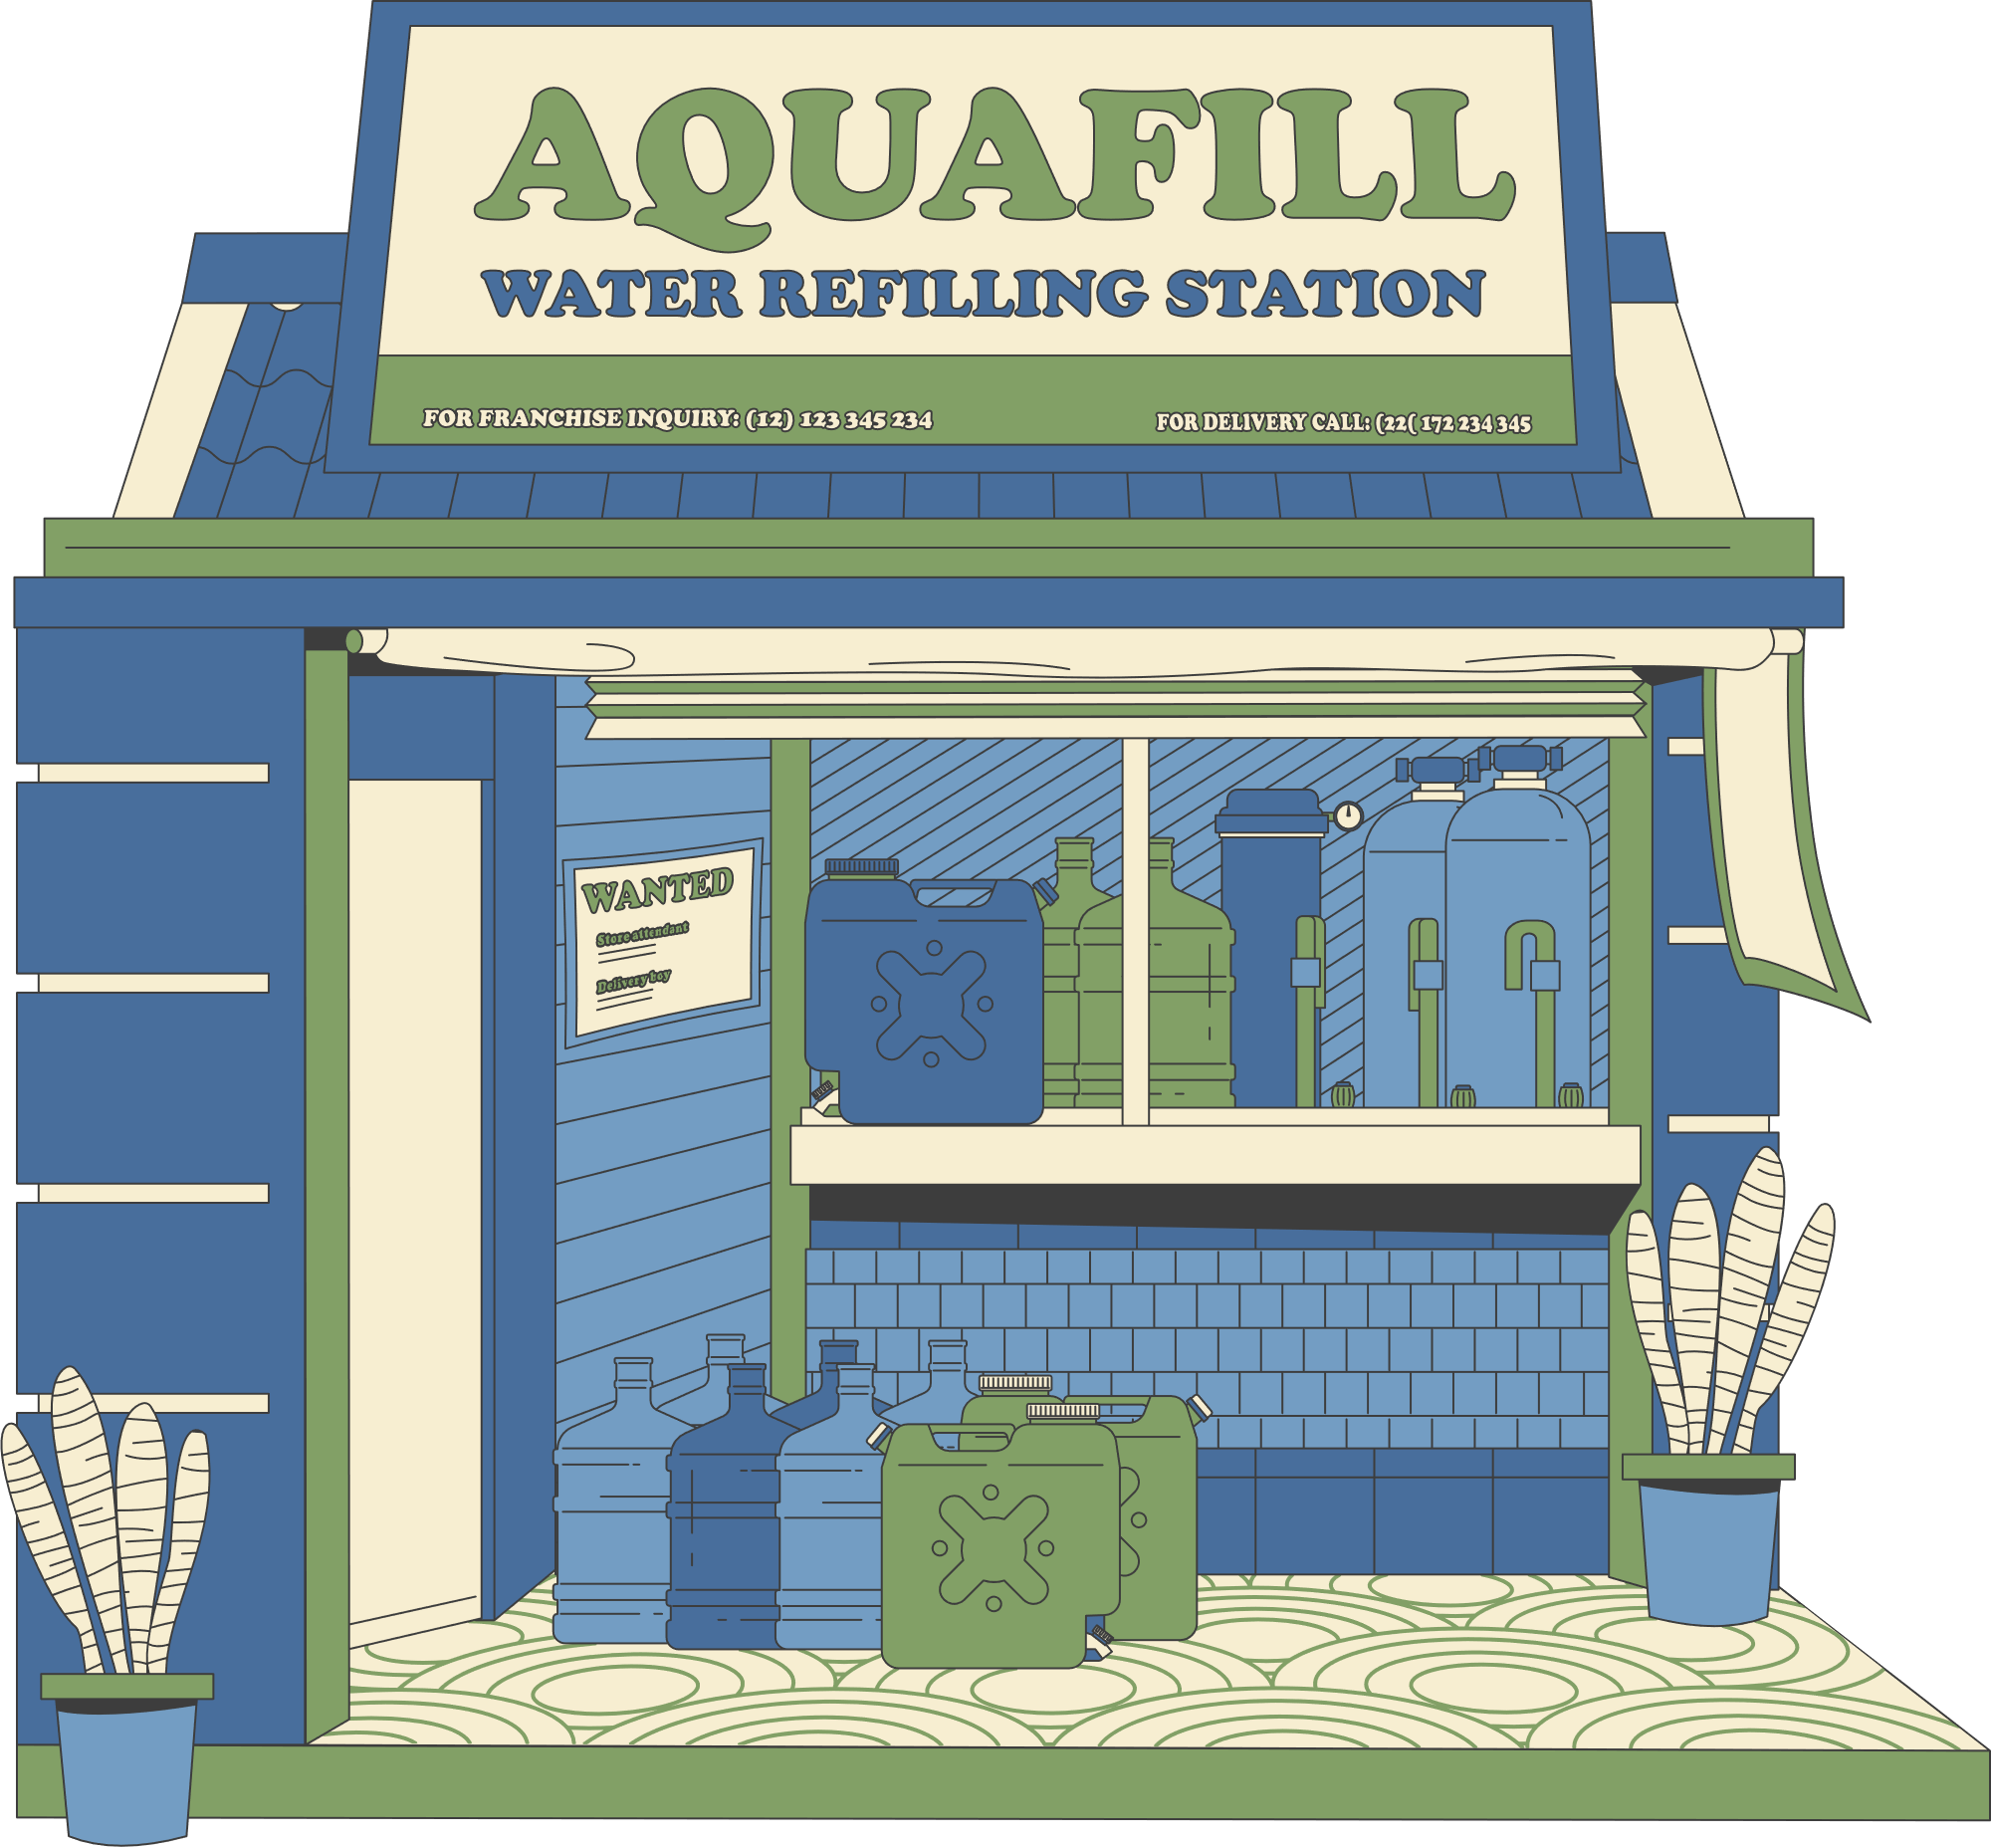 AQUAFILL
WATER REFILLING STATION
FOR FRANCHISE INQUIRY: (12) 123 345 234
FOR DELIVERY CALL: (22( 172 234 345
WANTED
Store attendant
Delivery boy